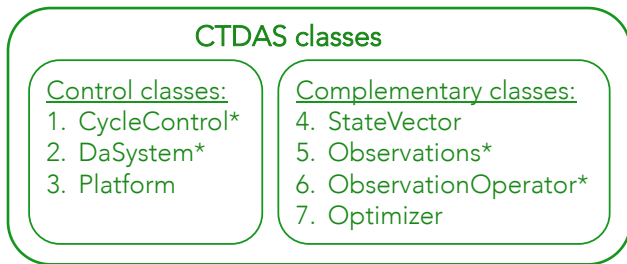 CTDAS classes
Control classes:
1. CycleControl*
2. DaSystem*
3. Platform
Complementary classes:
4. StateVector
5. Observations*
6. ObservationOperator*
7. Optimizer